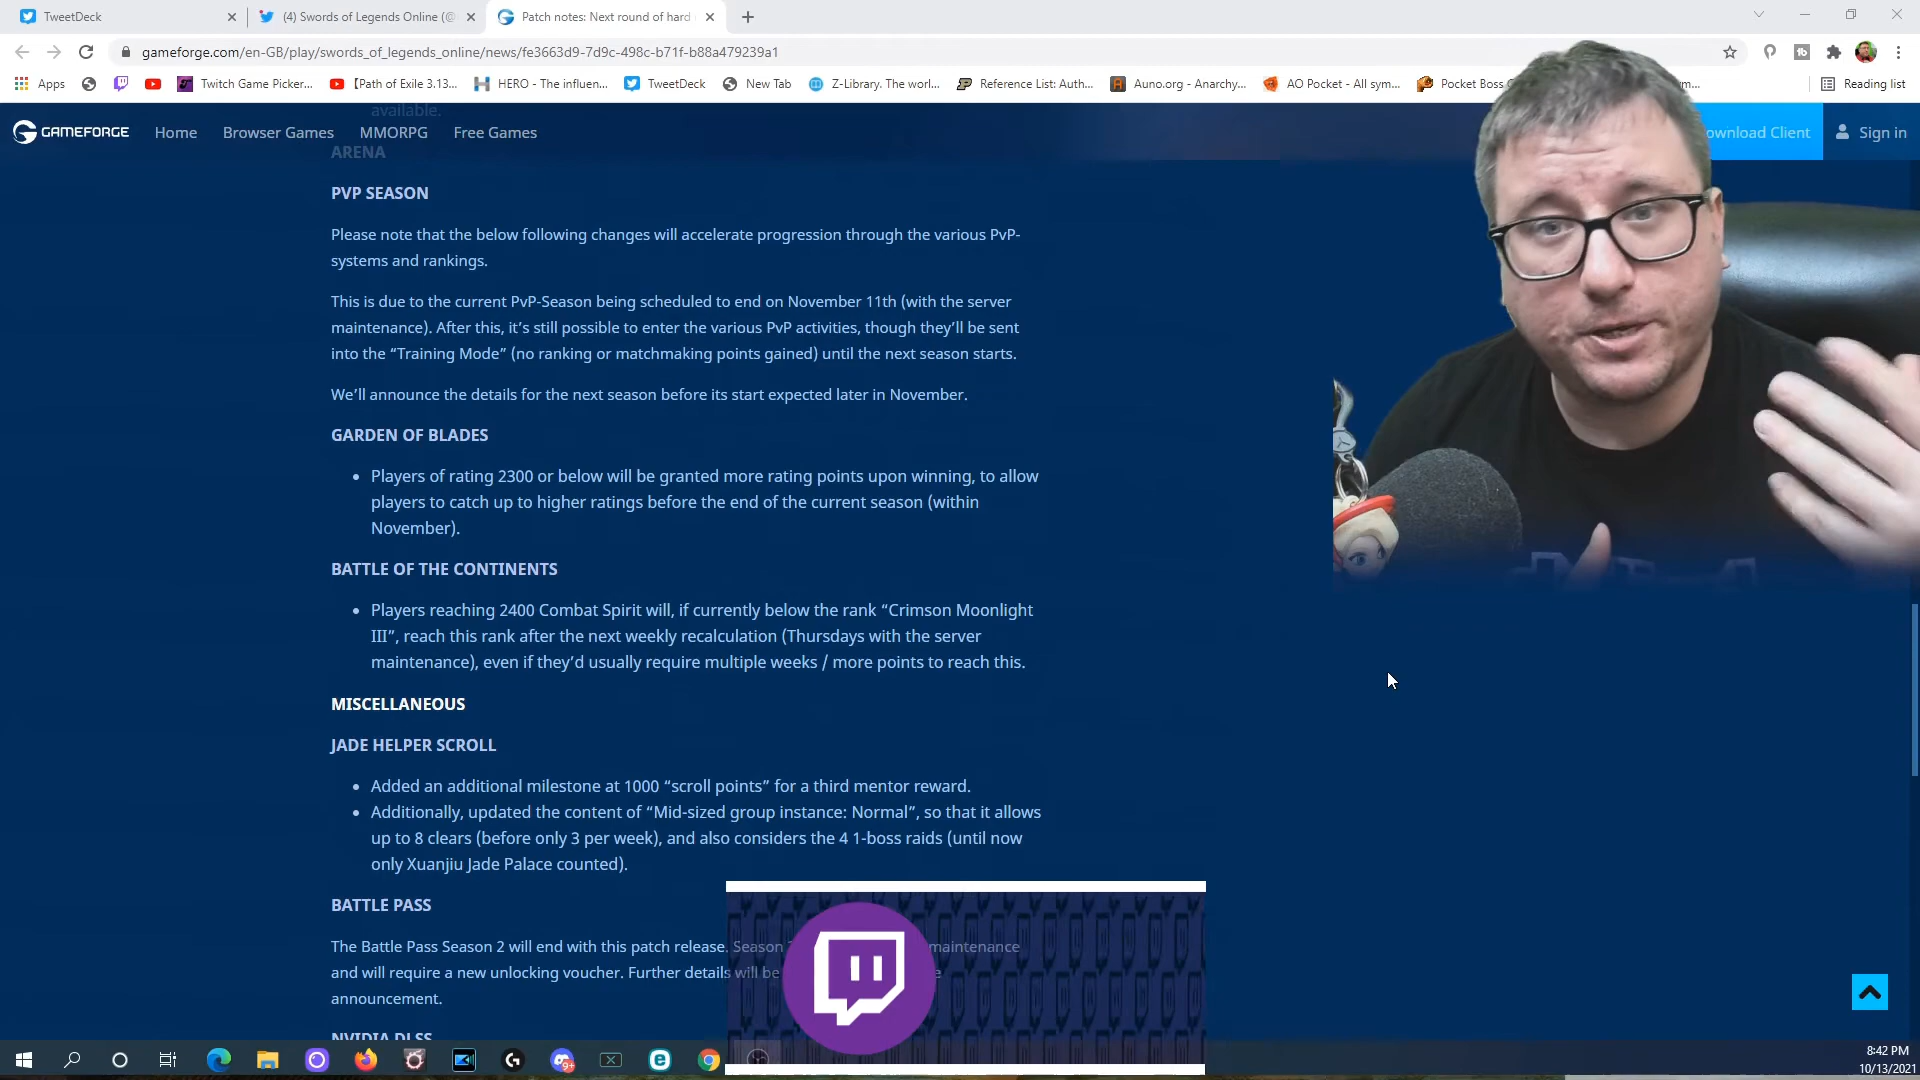 TweetDeck
(4) Swords of Legends Online (@
Patch notes: Next round of hard
gameforge.com/en-GB/play/swords_of_legends_online/news/fe3663d9-7d9c-498c-b71f-b88a479239a1
Apps
Twitch Game Picker...
【Path of Exile 3.13...
HERO - The influen...
TweetDeck
New Tab
Z-Library. The worl...
Reference List: Auth...
Auno.org - Anarchy...
AO Pocket - All sym...
Pocket Boss
m...
Reading list
available.
GAMEFORGE
Home
Browser Games
MMORPG
Free Games
ownload Client
Sign in
ARENA
PVP SEASON
Please note that the below following changes will accelerate progression through the various PvP-
systems and rankings.
This is due to the current PvP-Season being scheduled to end on November 11th (with the server
maintenance). After this, it’s still possible to enter the various PvP activities, though they’ll be sent
into the “Training Mode” (no ranking or matchmaking points gained) until the next season starts.
We’ll announce the details for the next season before its start expected later in November.
GARDEN OF BLADES
• Players of rating 2300 or below will be granted more rating points upon winning, to allow
players to catch up to higher ratings before the end of the current season (within
November).
BATTLE OF THE CONTINENTS
• Players reaching 2400 Combat Spirit will, if currently below the rank “Crimson Moonlight
III”, reach this rank after the next weekly recalculation (Thursdays with the server
maintenance), even if they’d usually require multiple weeks / more points to reach this.
MISCELLANEOUS
JADE HELPER SCROLL
• Added an additional milestone at 1000 “scroll points” for a third mentor reward.
• Additionally, updated the content of “Mid-sized group instance: Normal”, so that it allows
up to 8 clears (before only 3 per week), and also considers the 4 1-boss raids (until now
only Xuanjiu Jade Palace counted).
BATTLE PASS
The Battle Pass Season 2 will end with this patch release. Season maintenance
and will require a new unlocking voucher. Further details will be
announcement.
NVIDIA DLSS
8:42 PM
10/13/2021